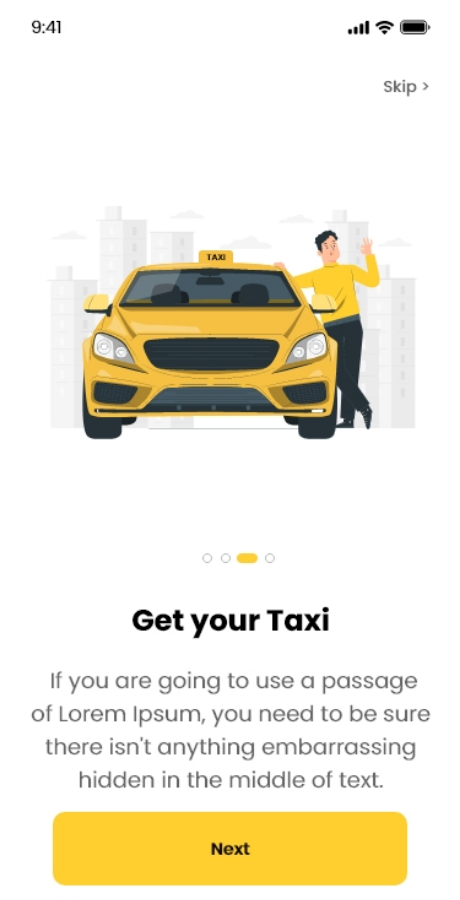 9:41
Skip >
TAXI
Get your Taxi
If you are going to use a passage
of Lorem Ipsum, you need to be sure
there isn't anything embarrassing
hidden in the middle of text.
Next